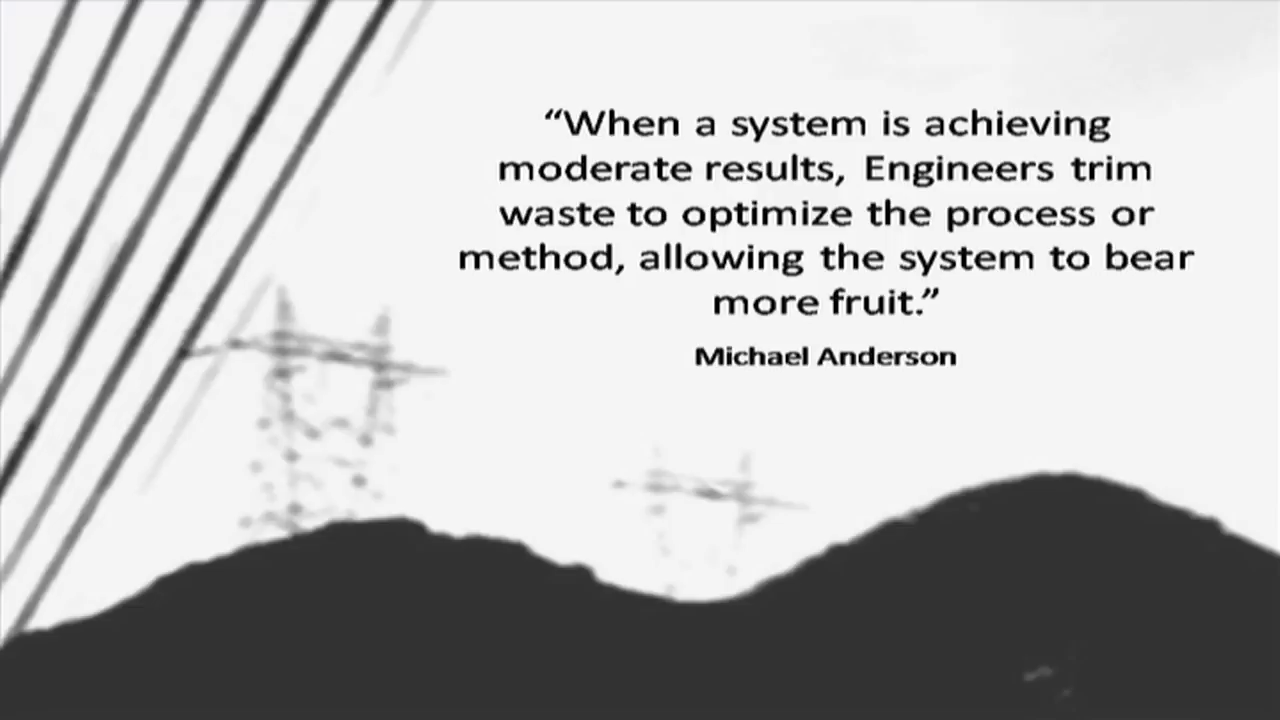 “When a system is achieving
moderate results, Engineers trim
waste to optimize the process or
method, allowing the system to bear
more fruit.”
Michael Anderson